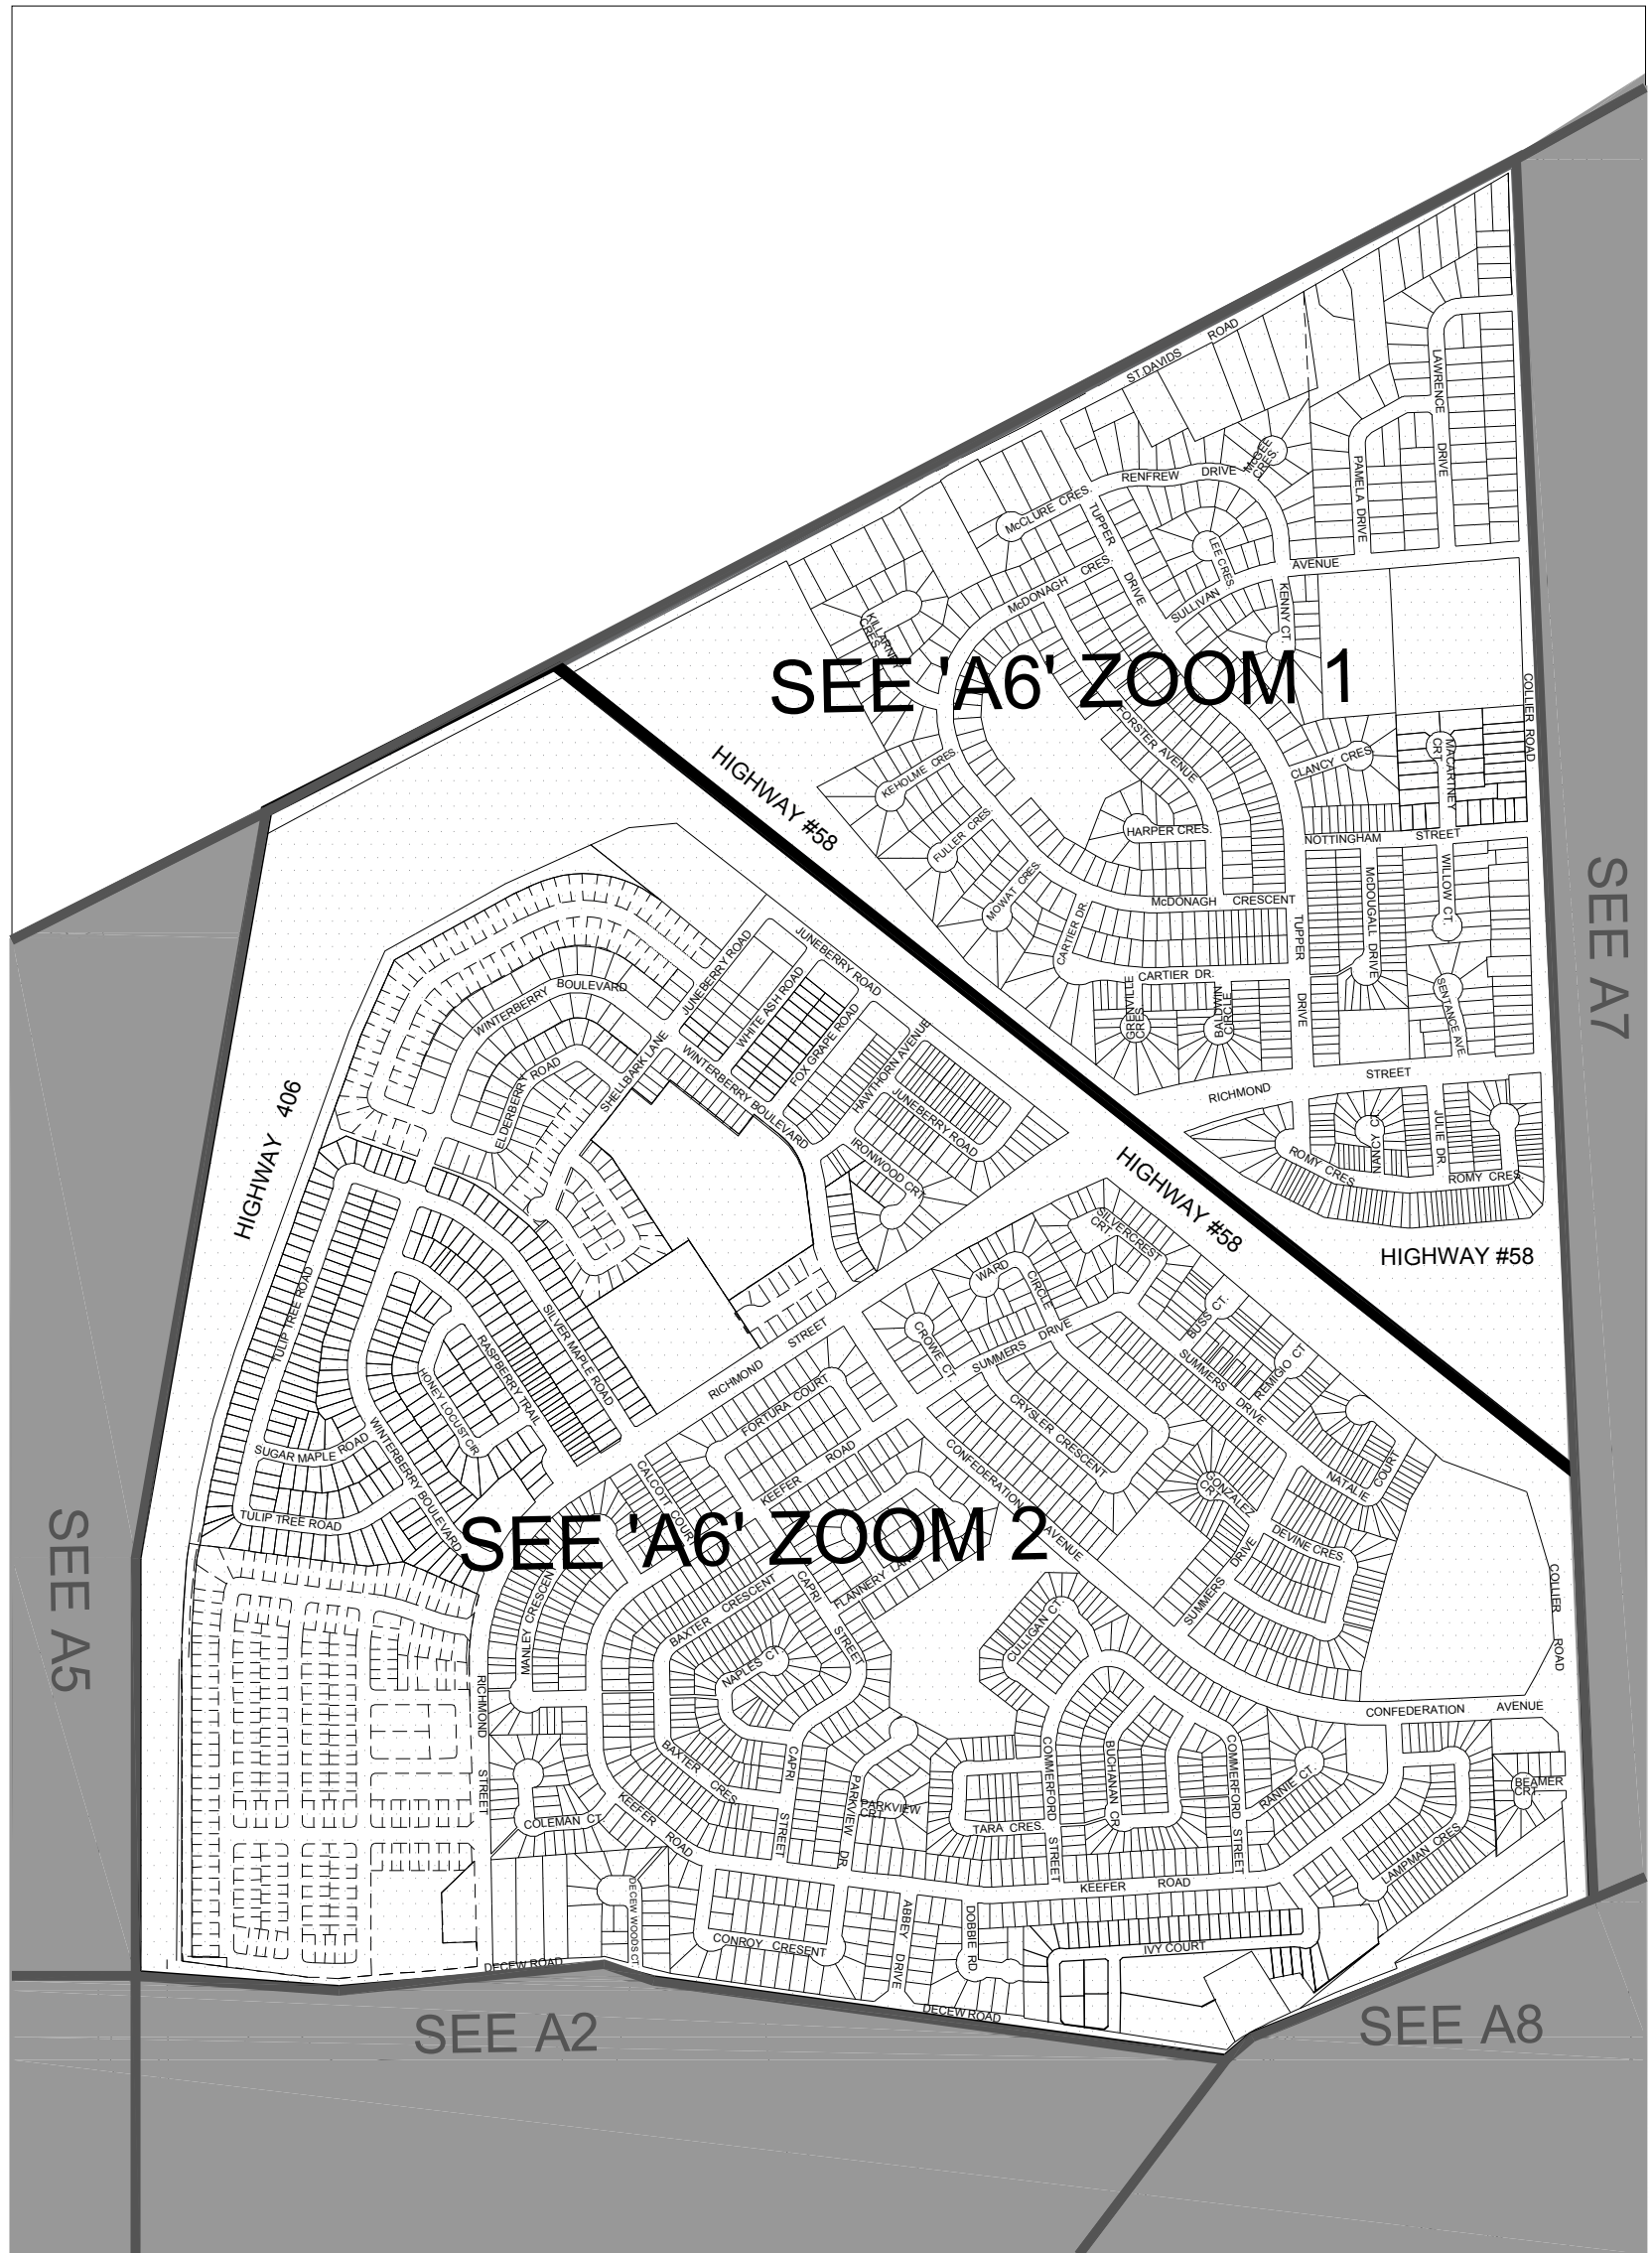 ST.DAVIDS ROAD
LAWRENCE DRIVE
McGEE
CRES.
RENFREW DRIVE
PAMELA DRIVE
McCLURE CRES.
TUPPER DRIVE
LEE CRES.
AVENUE
McDONAGH CRES.
SULLIVAN
KENNY CT.
KILLARNEY
CRES.
SEE 'A6' ZOOM 1
COLLIER ROAD
FORSTER AVENUE
HIGHWAY #58
KEHOLME CRES.
CLANCY CRES.
MACARTNEY
CRT.
FULLER CRES.
HARPER CRES.
NOTTINGHAM STREET
MOWAT CRES.
McDOUGALL DRIVE
WILLOW CT.
SEE A7
McDONAGH CRESCENT
CARTIER DR.
TUPPER DRIVE
JUNEBERRY ROAD
JUNEBERRY ROAD
WHITE ASH ROAD
CARTIER DR.
SENTANCE AVE.
WINTERBERRY BOULEVARD
GRENVILLE
CRES.
BALDWIN
CIRCLE
FOX GRAPE ROAD
HAWTHORN AVENUE
SHELLBARK LANE
WINTERBERRY BOULEVARD
ELDERBERRY ROAD
HIGHWAY 406
RICHMOND STREET
JUNEBERRY ROAD
NANCY CT.
JULIE DR.
IRONWOOD CRT.
ROMY CRES.
ROMY CRES.
HIGHWAY #58
HIGHWAY #58
SILVERCREST
CRT.
WARD CIRCLE
TULIP TREE ROAD
SILVER MAPLE ROAD
RASPBERRY TRAIL
HONEY LOCUST CIR.
RICHMOND STREET
CROWE CT.
SUMMERS DRIVE
BUSS CT.
SUMMERS DRIVE
REMIGIO CT
FORTURA COURT
CRYSLER CRESCENT
SUGAR MAPLE ROAD
WINTERBERRY BOULEVARD
CALCOTT COURT
KEEFER ROAD
CONFEDERATION AVENUE
GONZALEZ
CRT.
NATALIE COURT
TULIP TREE ROAD
SEE A5
SEE 'A6' ZOOM 2
DEVINE CRES.
SUMMERS DRIVE
FLANNERY LANE
CAPRI STREET
BAXTER CRESCENT
MANLEY CRESCENT
CULLIGAN CT.
COLLIER ROAD
NAPLES CT
RICHMOND STREET
CONFEDERATION AVENUE
BAXTER CRES.
CAPRI STREET
COMMERFORD STREET
BUCHANAN CR
COMMERFORD STREET
RANNIE CT.
BEAMER
CRT.
PARKVIEW DR
PARKVIEW
CRT
KEEFER ROAD
COLEMAN CT.
TARA CRES.
LAMPMAN CRES
KEEFER ROAD
DECEW WOODS CT.
ABBEY DRIVE
DOBBIE RD.
CONROY CRESENT
IVY COURT
DECEW ROAD
DECEW ROAD
SEE A2
SEE A8